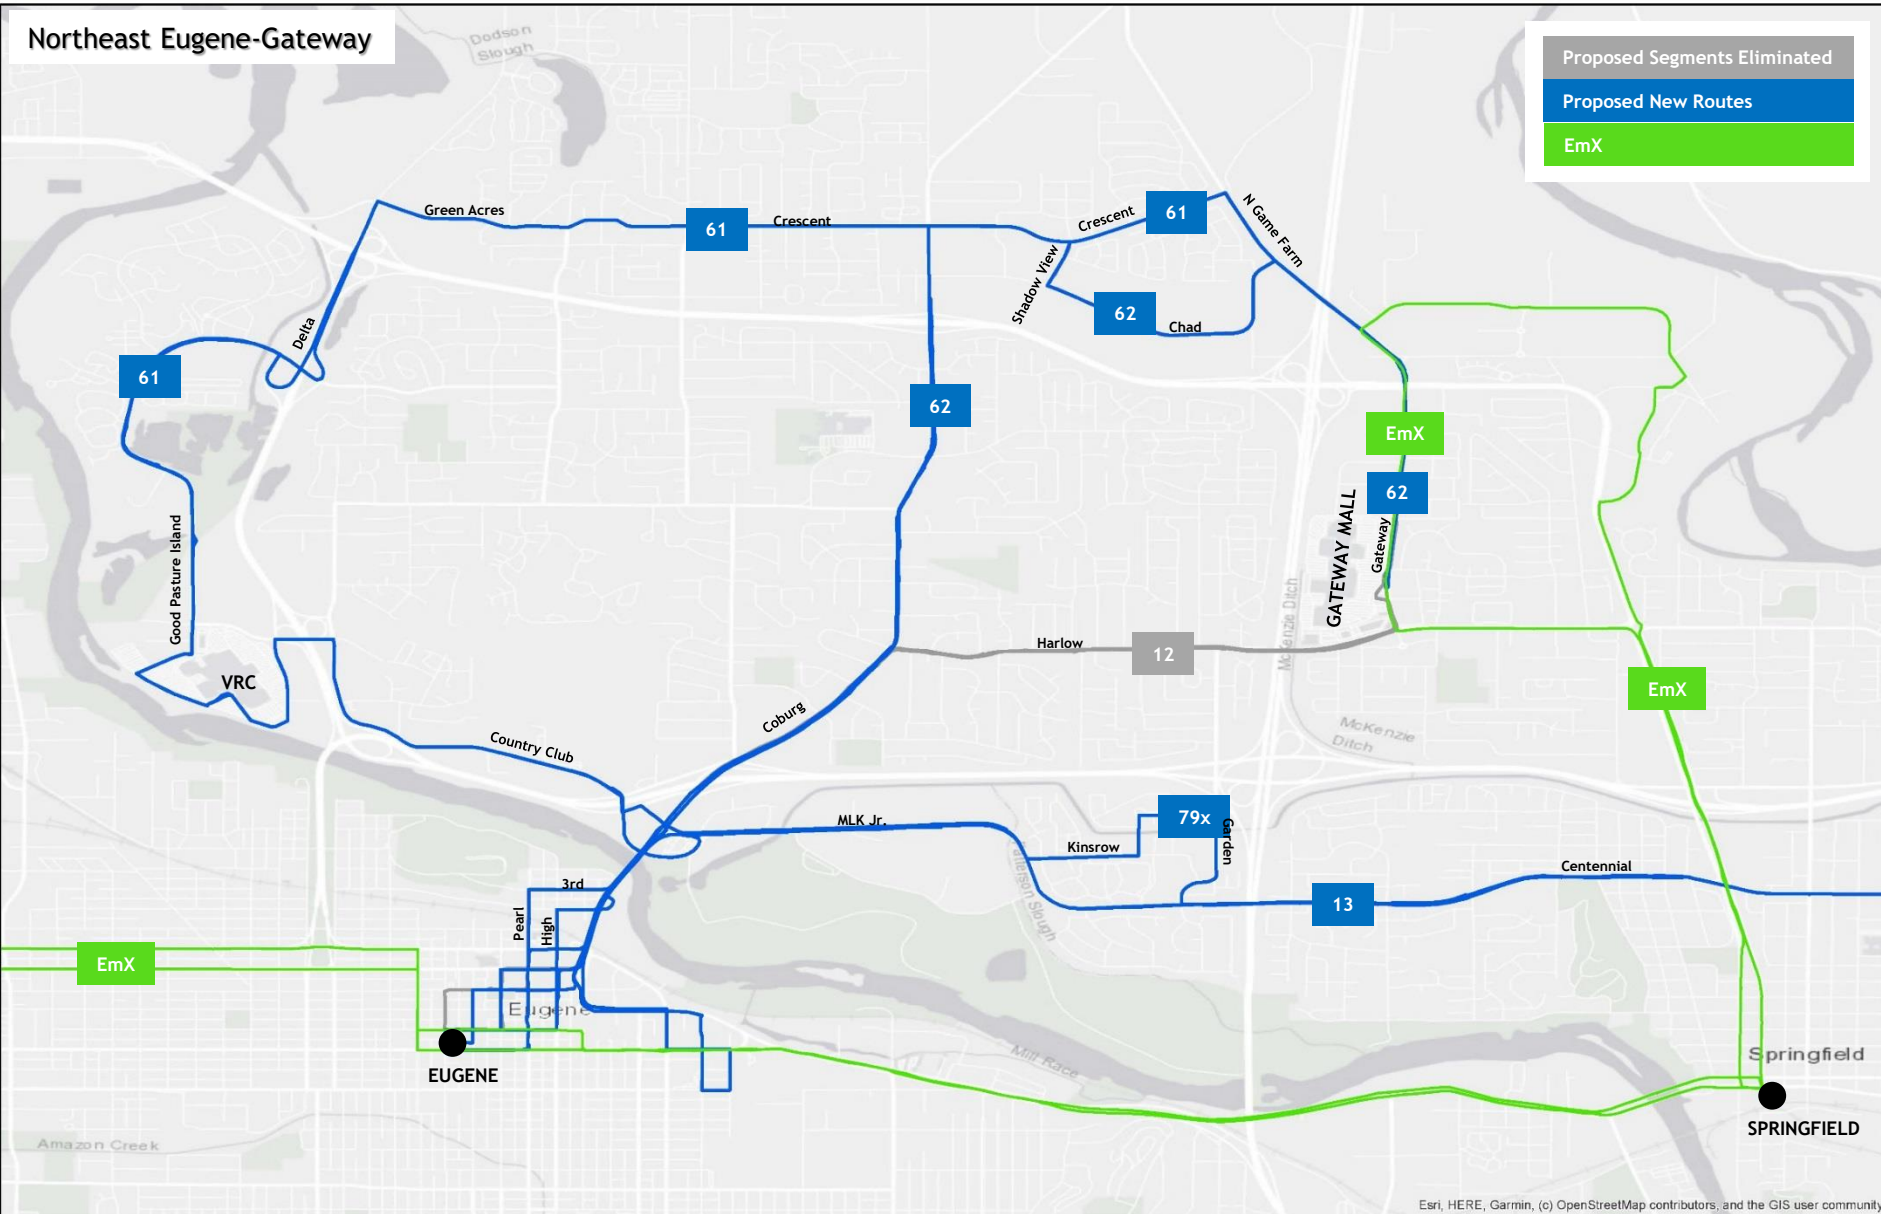 Northeast Eugene-Gateway
Dodson
Slough
Proposed Segments Eliminated
Proposed New Routes
EmX
Green Acres
61
Crescent
Crescent
61
N Game Farm
Shadow View
62
Chad
Delta
61
62
EmX
62
Gateway
GATEWAY MALL
Good Pasture Island
McKenzie Ditch
Harlow
12
VRC
EmX
Coburg
Country Club
McKenzie
Ditch
MLK Jr.
79x
Garden
Kinsrow
Patterson Slough
Centennial
13
3rd
Pearl
High
EmX
Eugene
EUGENE
Mill Race
Springfield
SPRINGFIELD
Amazon Creek
Esri, HERE, Garmin, (c) OpenStreetMap contributors, and the GIS user community